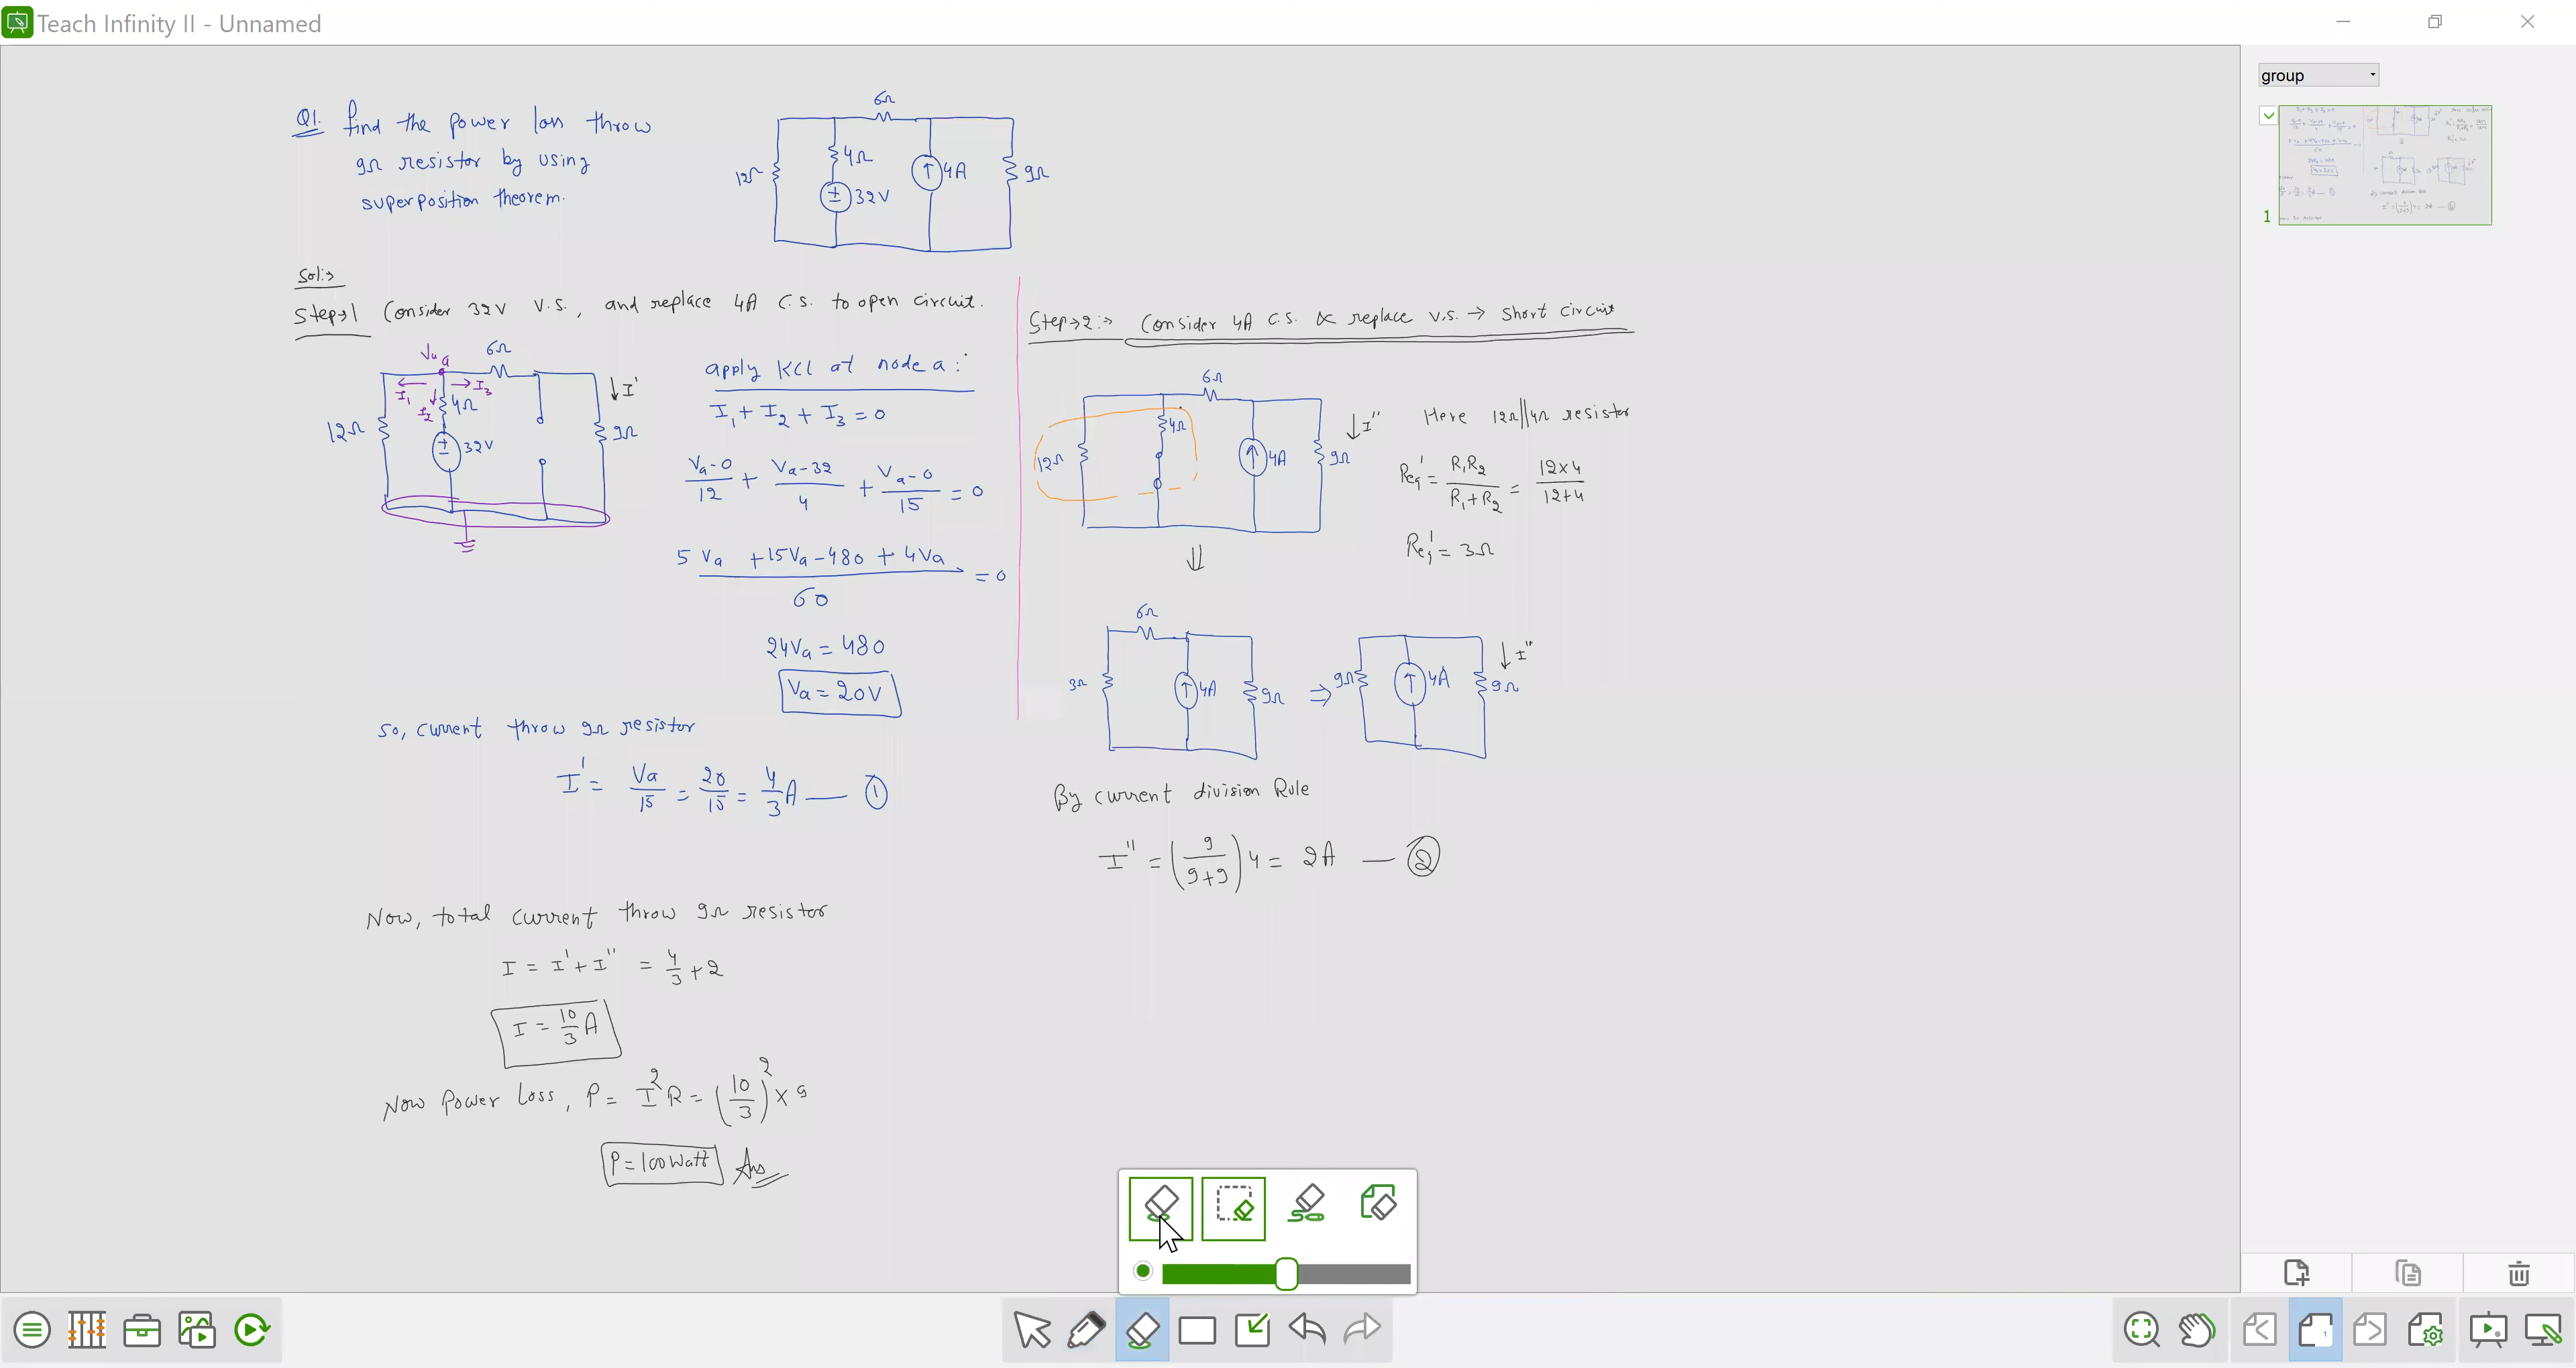 Teach Infinity II - Unnamed
group
1
Q1. find the power loss throw
9Ω resistor by using
superposition theorem.
6Ω
12Ω
4Ω
32V
4A
9Ω
Sol:→
Step→1 Consider 32V V.S., and replace 4A C.S. to open circuit.
Va a
6Ω
I1
I2
I3
4Ω
12Ω
32V
↓ I'
9Ω
apply KCL at node a:
I1 + I2 + I3 = 0
Va-0/12 + Va-32/4 + Va-0/15 = 0
5Va + 15Va - 480 + 4Va / 60 = 0
24Va = 480
Va = 20V
So, current throw 9Ω resistor
I' = Va/15 = 20/15 = 4/3 A — ①
Now, total current throw 9Ω resistor
I = I' + I'' = 4/3 + 2
I = 10/3 A
Now Power Loss, P = I²R = (10/3)² × 9
P = 100 Watt Ans
Step→2:→ Consider 4A C.S. & replace V.S. → Short circuit
6Ω
4Ω
12Ω
4A
9Ω
↓ I''
Here 12Ω||4Ω resistor
Req' = R1R2/R1+R2 = 12×4/12+4
Req' = 3Ω
⇓
6Ω
3Ω
4A
9Ω
⇒
9Ω
4A
9Ω
↓ I''
By current division Rule
I'' = (9/9+9) 4 = 2A — ②
1